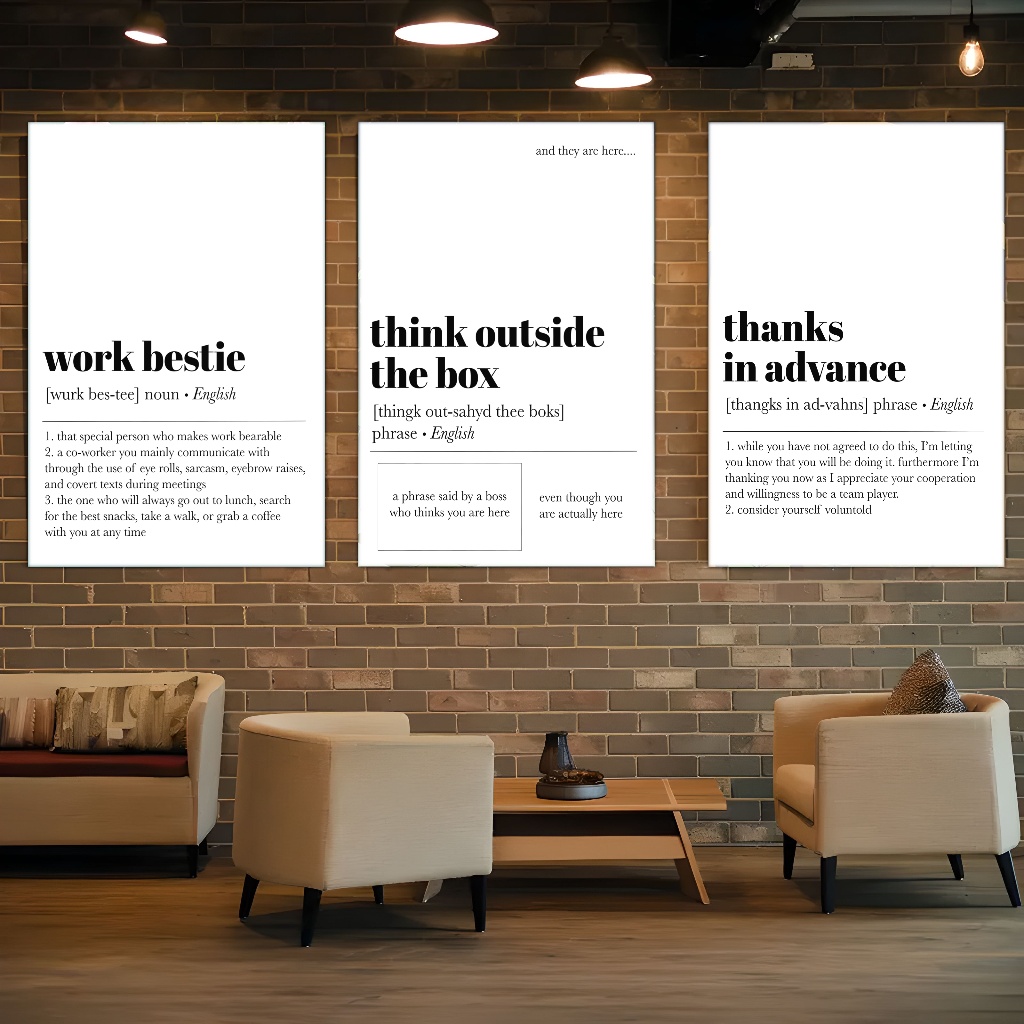 work bestie
[wurk bes-tee] noun • English
1. that special person who makes work bearable
2. a co-worker you mainly communicate with
through the use of eye rolls, sarcasm, eyebrow raises,
and covert texts during meetings
3. the one who will always go out to lunch, search
for the best snacks, take a walk, or grab a coffee
with you at any time
and they are here....
think outside
the box
[thingk out-sahyd thee boks]
phrase • English
a phrase said by a boss
who thinks you are here
even though you
are actually here
thanks
in advance
[thangks in ad-vahns] phrase • English
1. while you have not agreed to do this, I'm letting
you know that you will be doing it. furthermore I'm
thanking you now as I appreciate your cooperation
and willingness to be a team player.
2. consider yourself voluntold